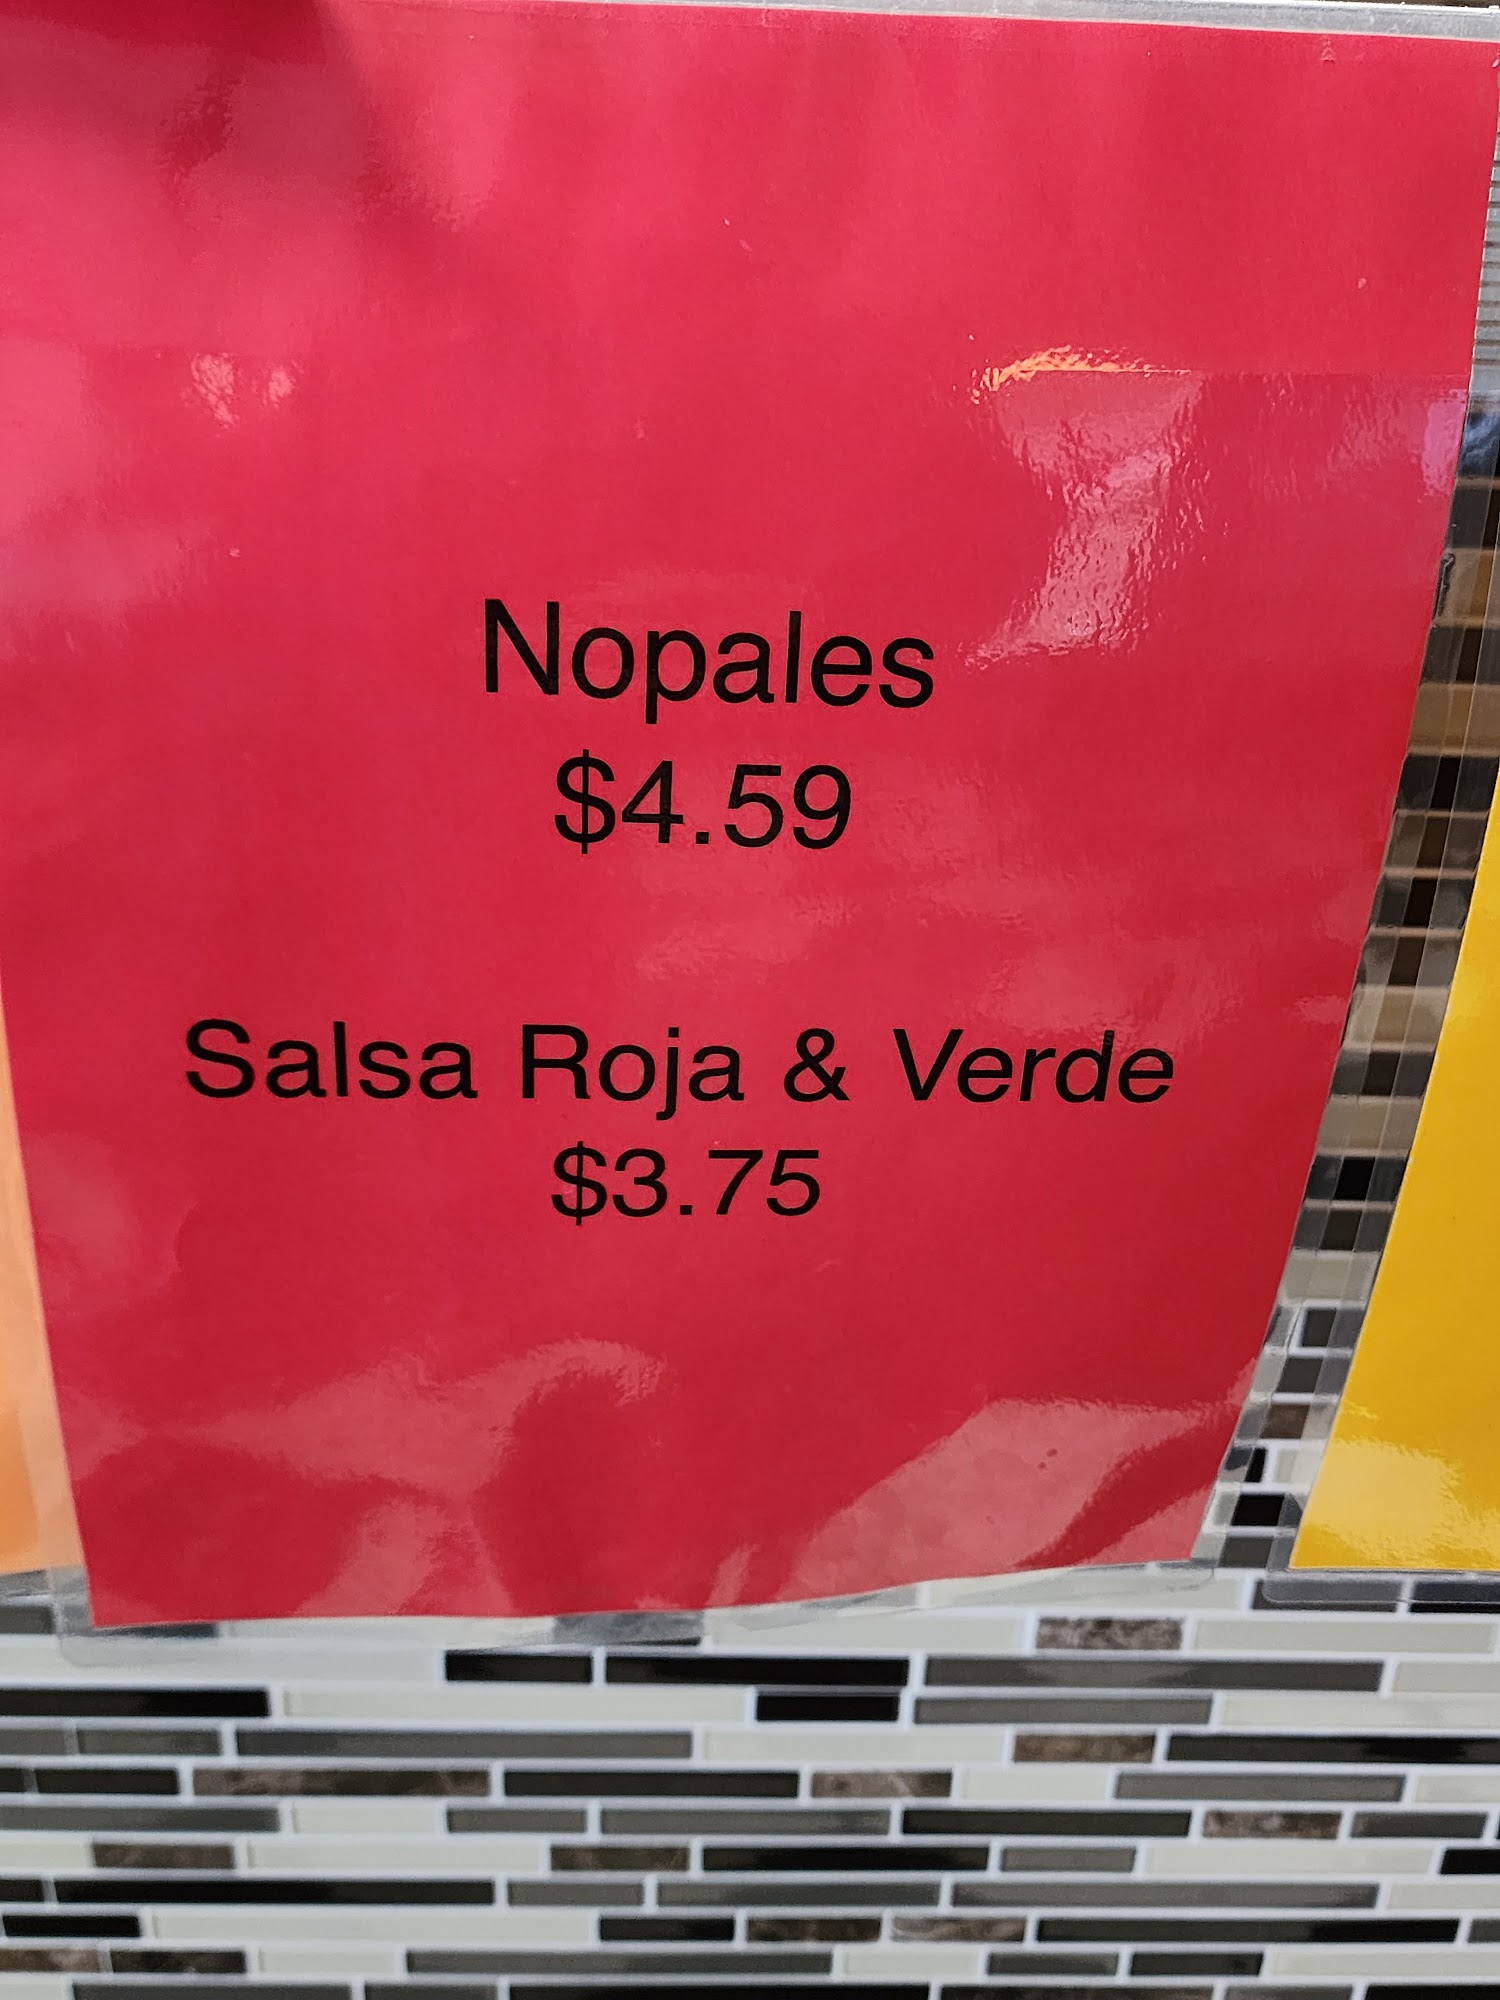 Nopales
$4.59
Salsa Roja & Verde
$3.75